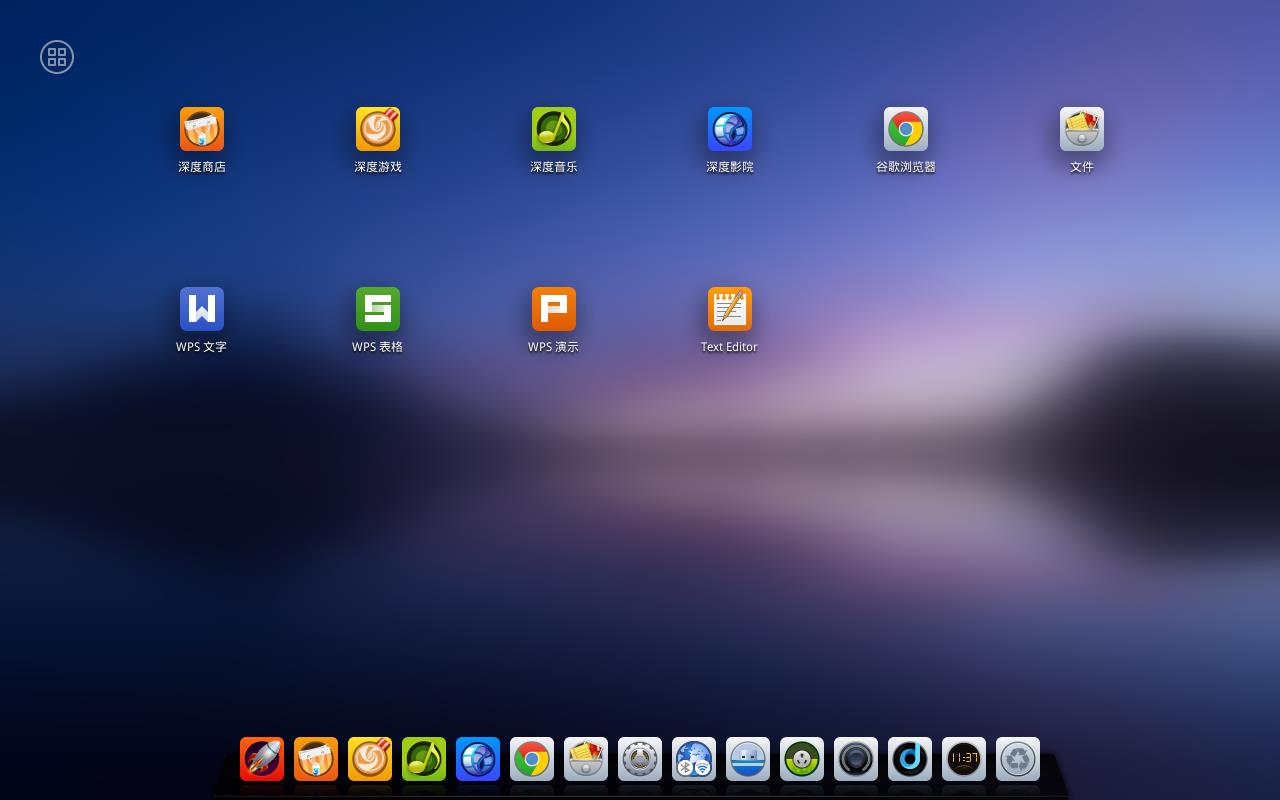 深度商店
深度游戏
深度音乐
深度影院
谷歌浏览器
文件
WPS 文字
WPS 表格
WPS 演示
Text Editor
11:37